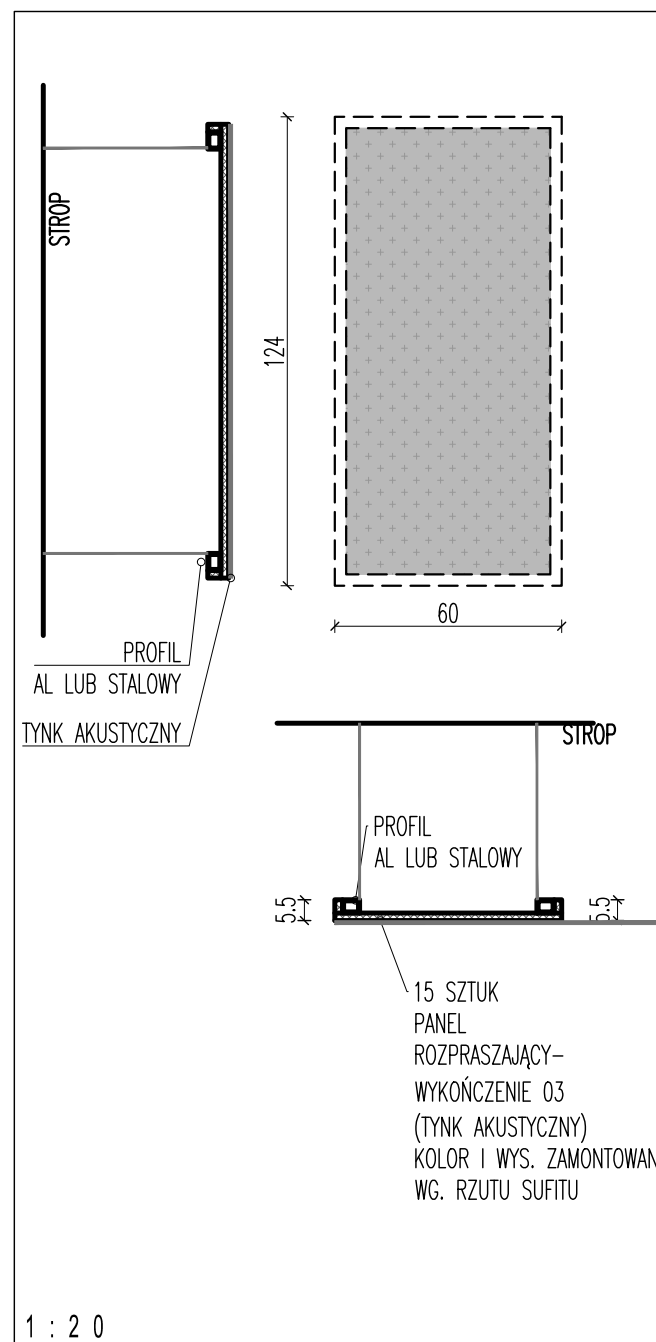 STROP
124
60
PROFIL
AL LUB STALOWY
TYNK AKUSTYCZNY
STROP
PROFIL
AL LUB STALOWY
5.5
5.5
15 SZTUK
PANEL
ROZPRASZAJĄCY-
WYKOŃCZENIE 03
(TYNK AKUSTYCZNY)
KOLOR I WYS. ZAMONTOWAN
WG. RZUTU SUFITU
1 : 2 0